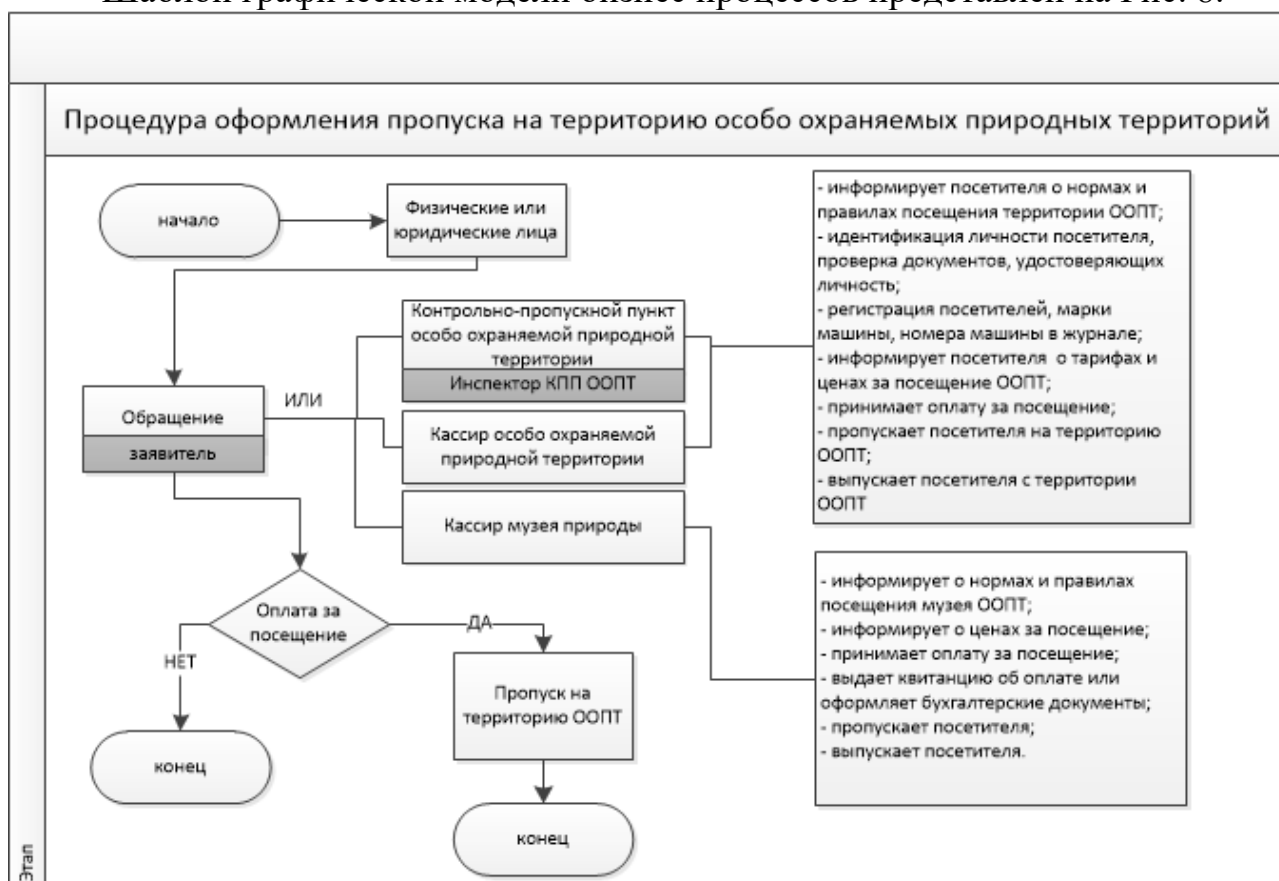 Шаблон графической модели бизнес процессов представлен на Рис. 6.
Процедура оформления пропуска на территорию особо охраняемых природных территорий
начало
Физические или
юридические лица
- информирует посетителя о нормах и
правилах посещения территории ООПТ;
- идентификация личности посетителя,
проверка документов, удостоверяющих
личность;
- регистрация посетителей, марки
машины, номера машины в журнале;
- информирует посетителя о тарифах и
ценах за посещение ООПТ;
- принимает оплату за посещение;
- пропускает посетителя на территорию
ООПТ;
- выпускает посетителя с территории
ООПТ
Контрольно-пропускной пункт
особо охраняемой природной
территории
Инспектор КПП ООПТ
Обращение
заявитель
ИЛИ
Кассир особо охраняемой
природной территории
Кассир музея природы
- информирует о нормах и правилах
посещения музея ООПТ;
- информирует о ценах за посещение;
- принимает оплату за посещение;
- выдает квитанцию об оплате или
оформляет бухгалтерские документы;
- пропускает посетителя;
- выпускает посетителя.
Оплата за
посещение
НЕТ
ДА
Пропуск на
территорию ООПТ
конец
конец
Этап